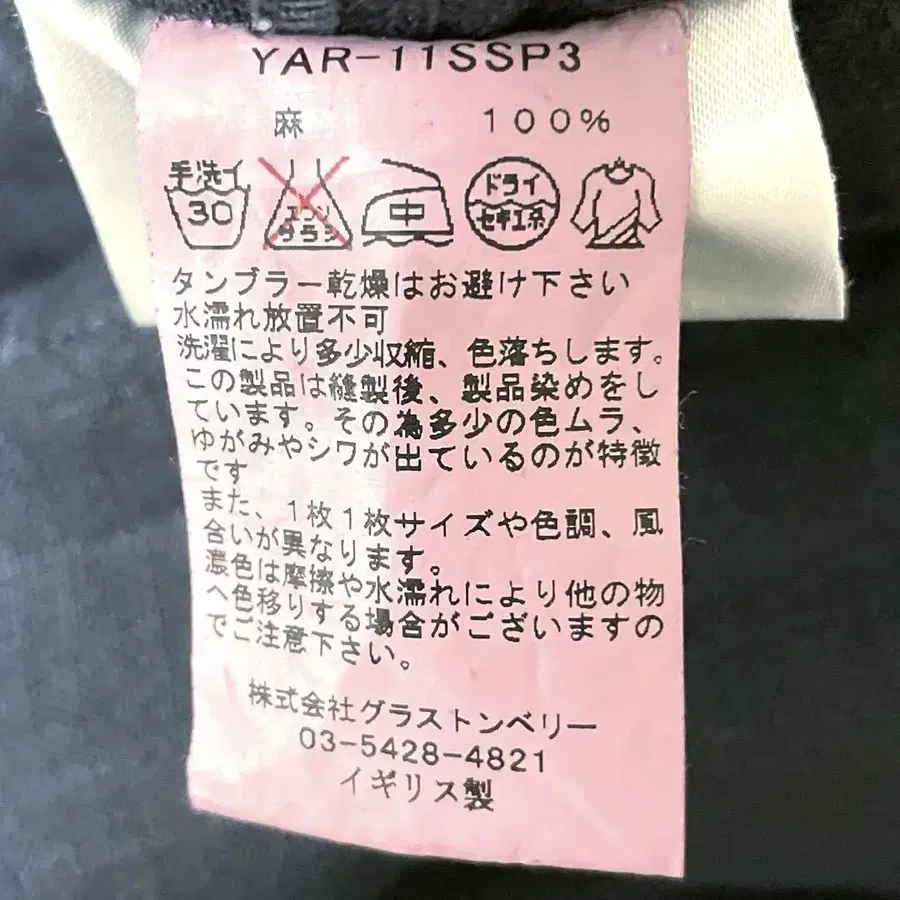 YAR-11SSP3
麻 100%
手洗イ
30
エンソ
サラシ
中
ドライ
セキユ系
タンブラー乾燥はお避け下さい
水濡れ放置不可
洗濯により多少収縮、色落ちします。
この製品は縫製後、製品染めをし
ています。その為多少の色ムラ、
ゆがみやシワが出ているのが特徴
です
また、1枚1枚サイズや色調、風
合いが異なります。
濃色は摩擦や水濡れにより他の物
へ色移りする場合がございますの
でご注意下さい。
株式会社グラストンベリー
03-5428-4821
イギリス製